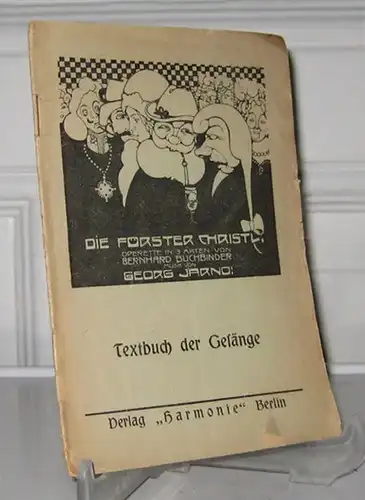 DIE FÖRSTER CHRISTL!
OPERETTE IN 3 AKTEN VON
BERNHARD BUCHBINDER
MUSIK VON
GEORG JARNO!
Textbuch der Gesänge
Verlag „Harmonie" Berlin